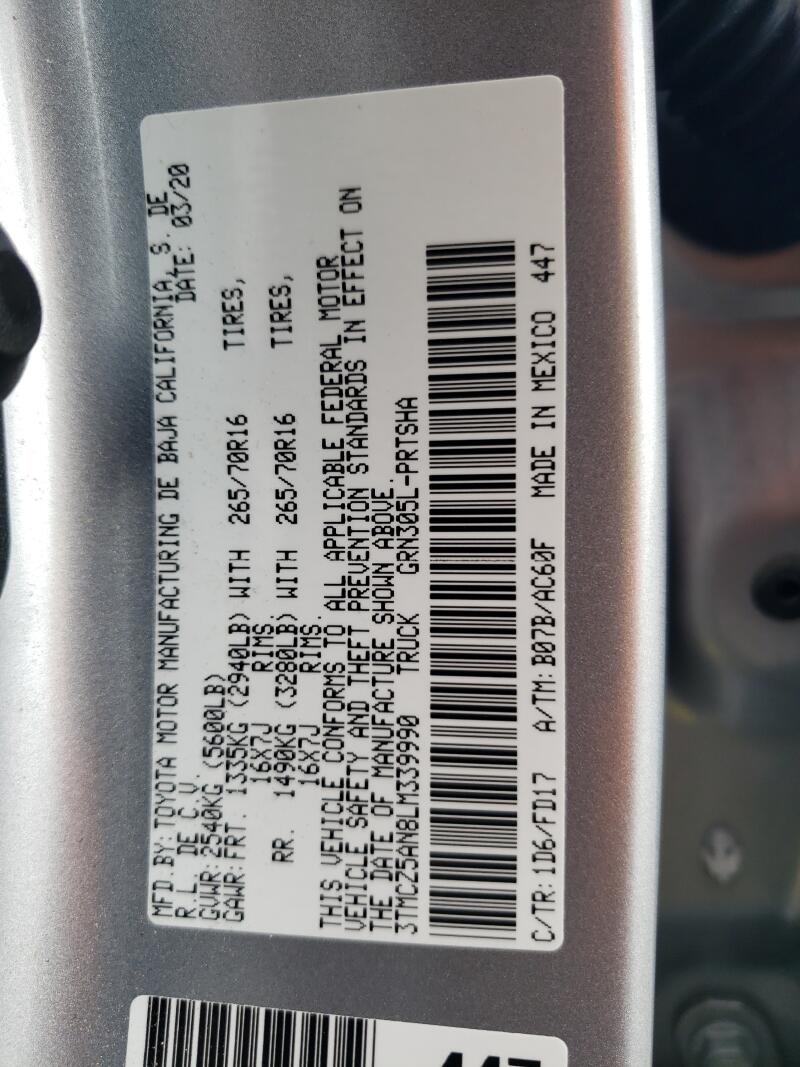 MFD.BY: TOYOTA MOTOR MANUFACTURING DE BAJA CALIFORNIA, S. DE
R.L. DE C.V. DATE: 03/20
GVWR: 2540KG (5600LB)
GAWR: FRT. 1335KG (2940LB) WITH 265/70R16 TIRES,
16X7J RIMS.
RR. 1490KG (3280LB) WITH 265/70R16 TIRES,
16X7J RIMS.
THIS VEHICLE CONFORMS TO ALL APPLICABLE FEDERAL MOTOR
VEHICLE SAFETY AND THEFT PREVENTION STANDARDS IN EFFECT ON
THE DATE OF MANUFACTURE SHOWN ABOVE.
3TMCZ5AN8LM339990 TRUCK GRN305L-PRTSHA
C/TR: 1D6/FD17 A/TM: B07B/AC60F MADE IN MEXICO 447
447